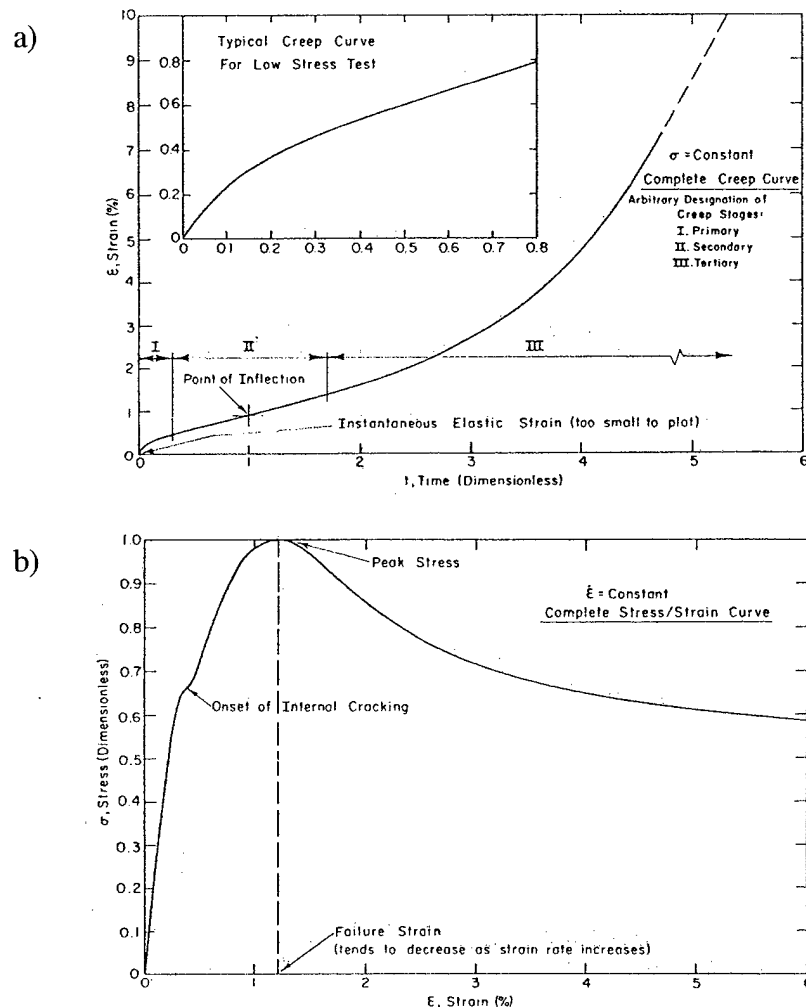 a)
10
9
8
7
6
5
4
3
2
1
0
ε, Strain (%)
Typical Creep Curve
For Low Stress Test
0.8
0.6
0.4
0.2
0
0 0.1 0.2 0.3 0.4 0.5 0.6 0.7 0.8
σ = Constant
Complete Creep Curve
Arbitrary Designation of
Creep Stages:
I. Primary
II. Secondary
III. Tertiary
I
II
III
Point of Inflection
Instantaneous Elastic Strain (too small to plot)
0 1 2 3 4 5 6
t, Time (Dimensionless)
b)
1.0
0.9
0.8
0.7
0.6
0.5
0.4
0.3
0.2
0.1
0
σ, Stress (Dimensionless)
Peak Stress
ε̇ = Constant
Complete Stress/Strain Curve
Onset of Internal Cracking
Failure Strain
(tends to decrease as strain rate increases)
0 1 2 3 4 5 6
ε, Strain (%)